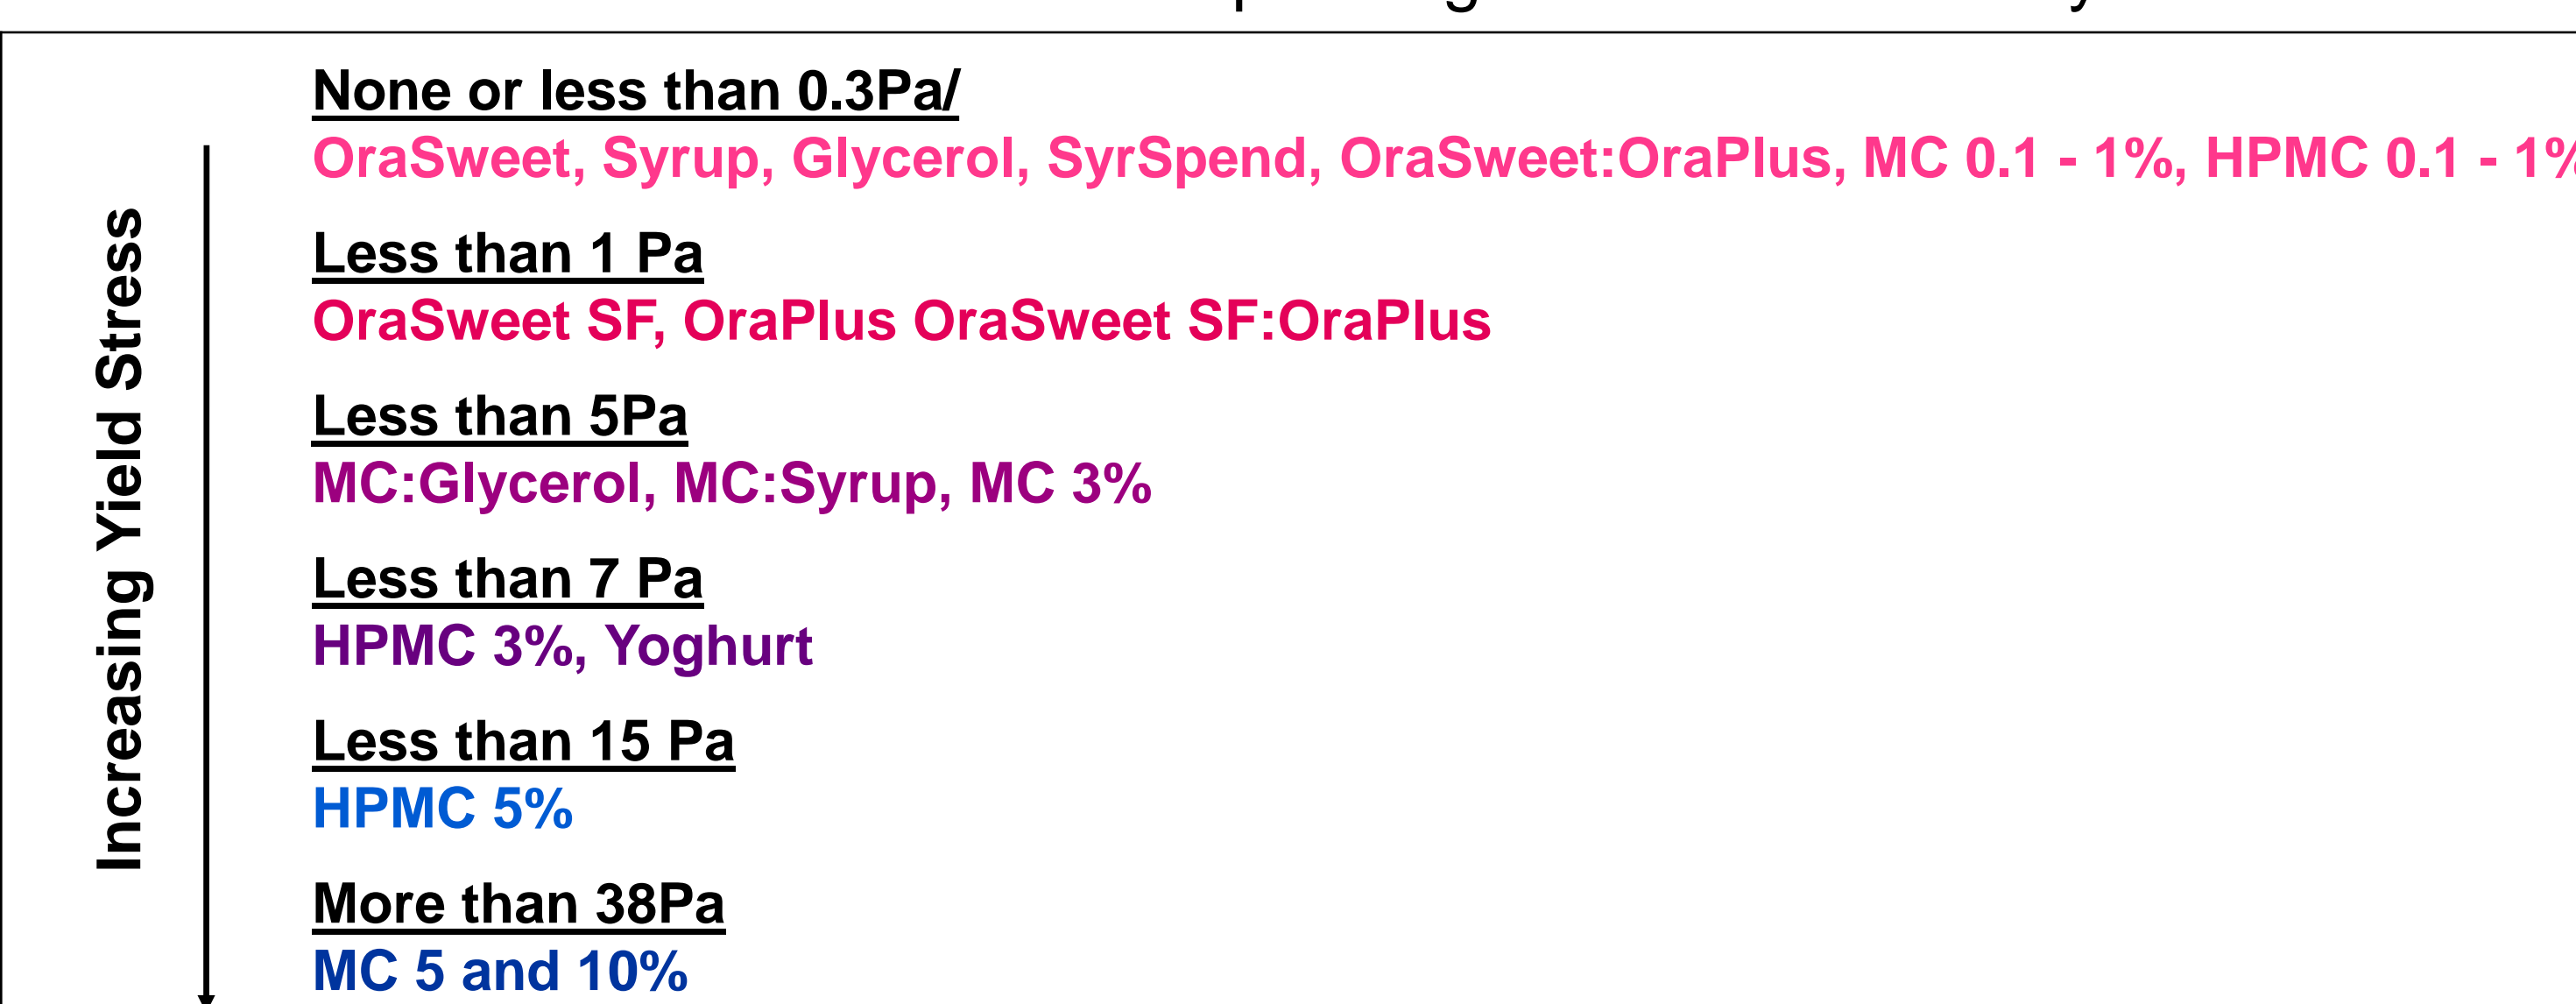 None or less than 0.3Pa/
OraSweet, Syrup, Glycerol, SyrSpend, OraSweet:OraPlus, MC 0.1 - 1%, HPMC 0.1 - 1%
Less than 1 Pa
OraSweet SF, OraPlus OraSweet SF:OraPlus
Less than 5Pa
MC:Glycerol, MC:Syrup, MC 3%
Less than 7 Pa
HPMC 3%, Yoghurt
Less than 15 Pa
HPMC 5%
More than 38Pa
MC 5 and 10%
Increasing Yield Stress